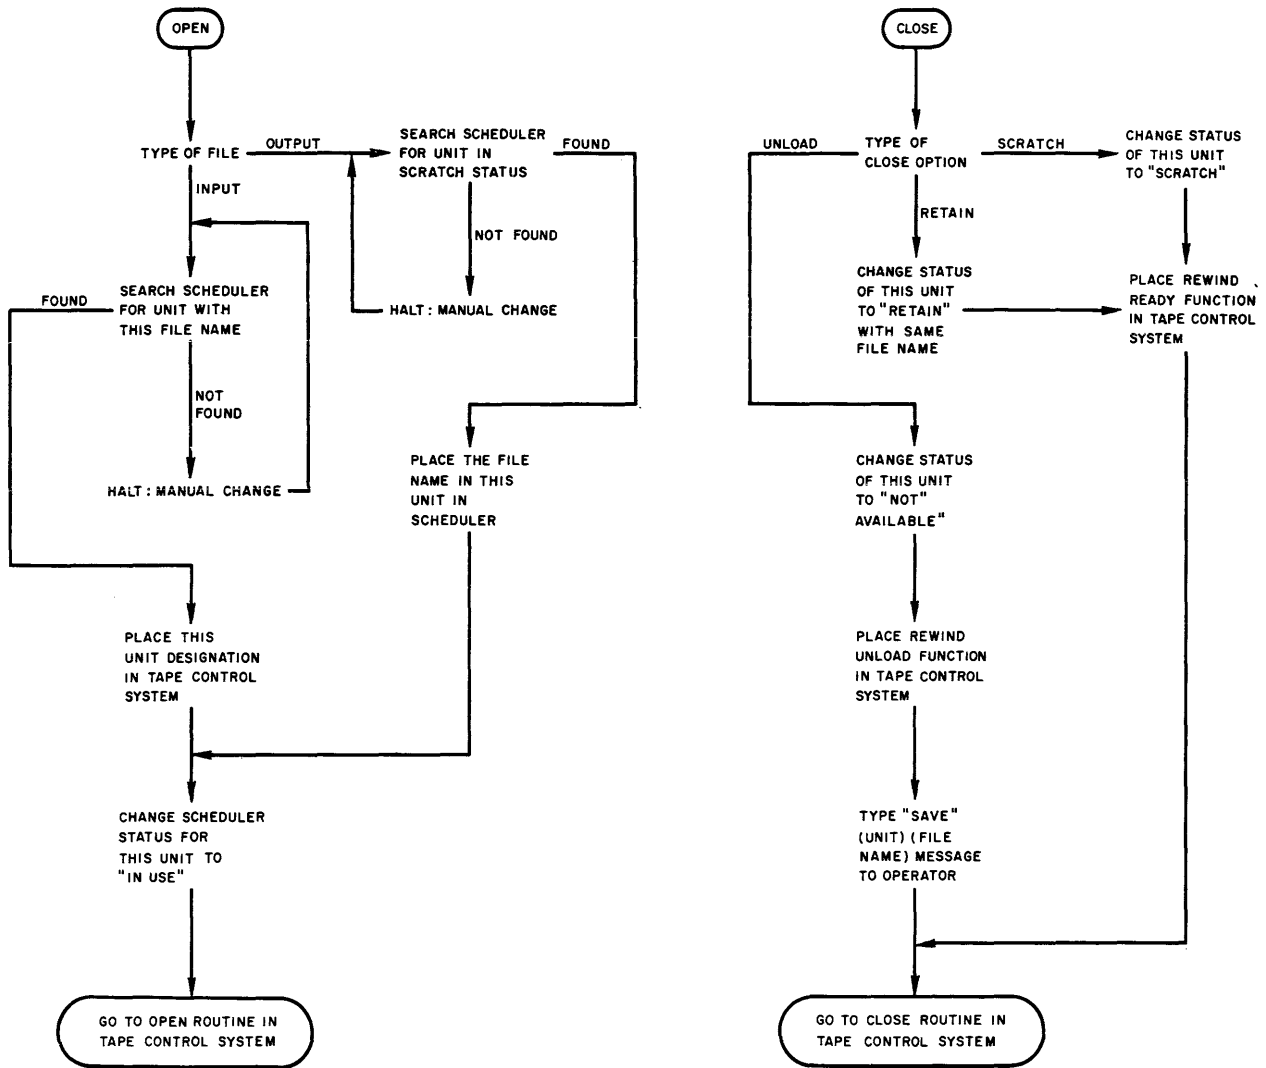 OPEN
TYPE OF FILE
OUTPUT
SEARCH SCHEDULER
FOR UNIT IN
SCRATCH STATUS
FOUND
INPUT
NOT FOUND
HALT: MANUAL CHANGE
FOUND
SEARCH SCHEDULER
FOR UNIT WITH
THIS FILE NAME
NOT
FOUND
HALT: MANUAL CHANGE
PLACE THE FILE
NAME IN THIS
UNIT IN
SCHEDULER
PLACE THIS
UNIT DESIGNATION
IN TAPE CONTROL
SYSTEM
CHANGE SCHEDULER
STATUS FOR
THIS UNIT TO
"IN USE"
GO TO OPEN ROUTINE IN
TAPE CONTROL SYSTEM
CLOSE
UNLOAD
TYPE OF
CLOSE OPTION
SCRATCH
CHANGE STATUS
OF THIS UNIT
TO "SCRATCH"
RETAIN
CHANGE STATUS
OF THIS UNIT
TO "RETAIN"
WITH SAME
FILE NAME
PLACE REWIND
READY FUNCTION
IN TAPE CONTROL
SYSTEM
CHANGE STATUS
OF THIS UNIT
TO "NOT"
AVAILABLE"
PLACE REWIND
UNLOAD FUNCTION
IN TAPE CONTROL
SYSTEM
TYPE "SAVE"
(UNIT) (FILE
NAME) MESSAGE
TO OPERATOR
GO TO CLOSE ROUTINE IN
TAPE CONTROL SYSTEM